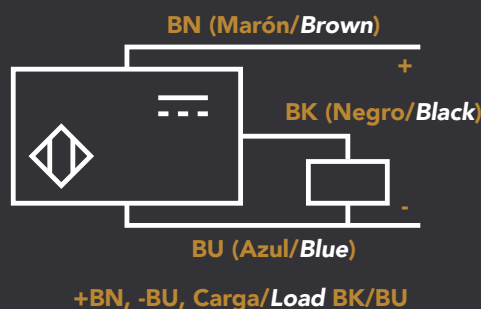 BN (Marón/Brown)
+
BK (Negro/Black)
-
BU (Azul/Blue)
+BN, -BU, Carga/Load BK/BU